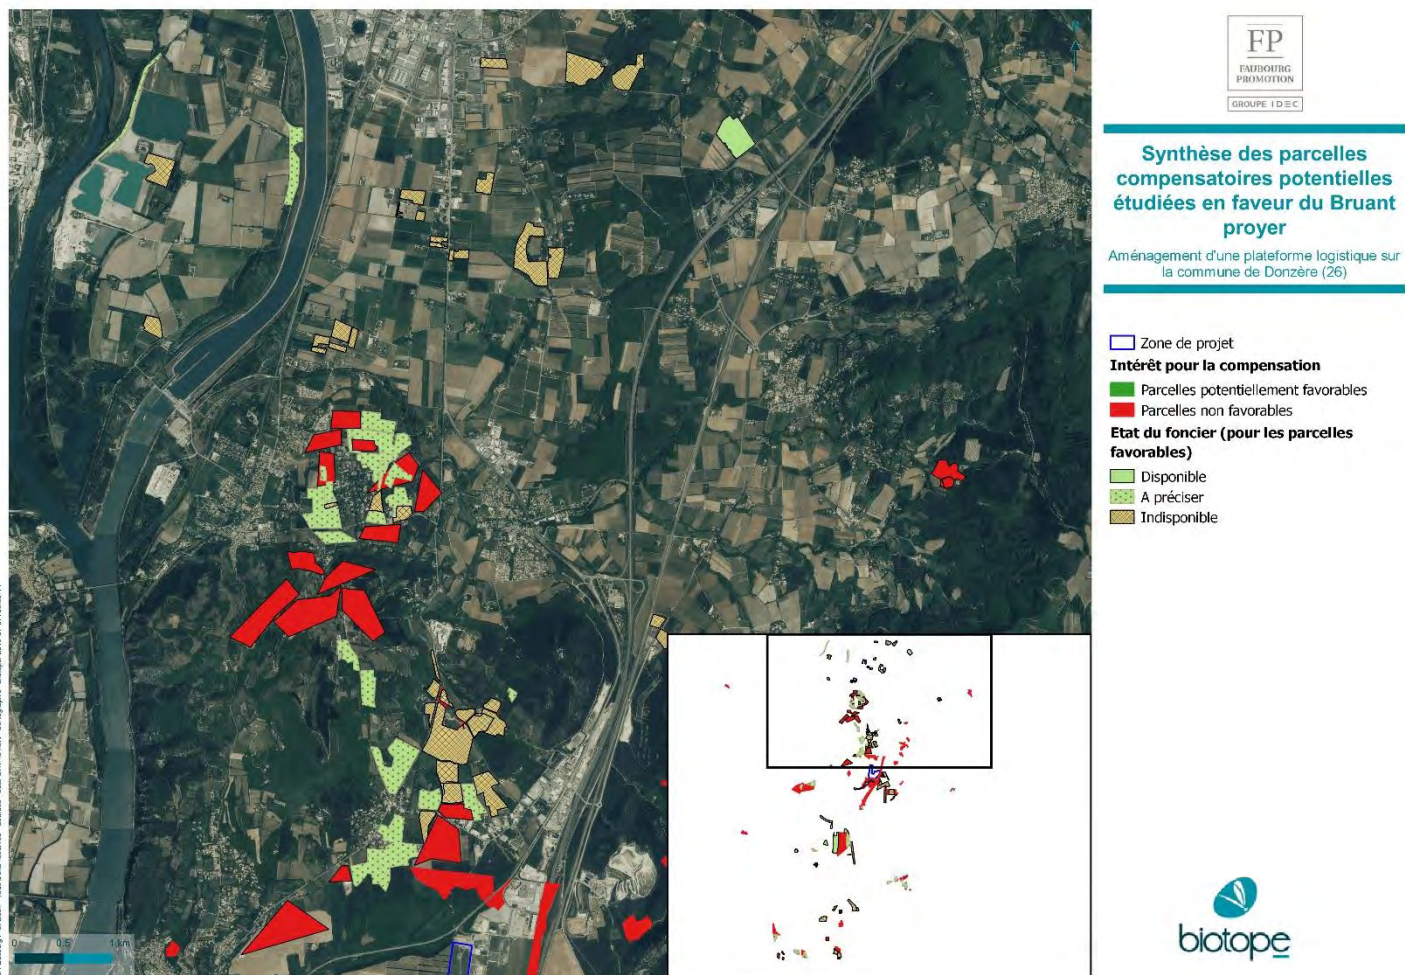 N
FP
FAUBOURG
PROMOTION
GROUPE IDEC
Synthèse des parcelles
compensatoires potentielles
étudiées en faveur du Bruant
proyer
Aménagement d'une plateforme logistique sur
la commune de Donzère (26)
Zone de projet
Intérêt pour la compensation
Parcelles potentiellement favorables
Parcelles non favorables
Etat du foncier (pour les parcelles
favorables)
Disponible
A préciser
Indisponible
0 0.5 1 km
biotope